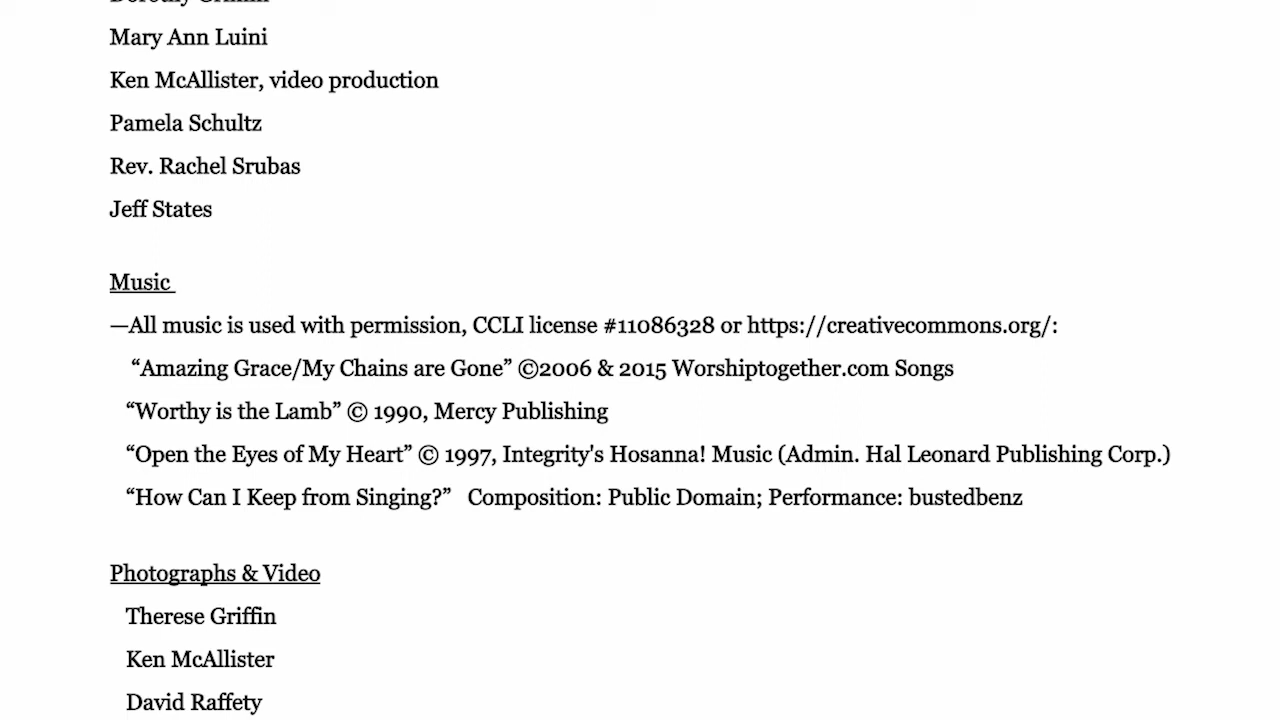 Mary Ann Luini
Ken McAllister, video production
Pamela Schultz
Rev. Rachel Srubas
Jeff States
Music
—All music is used with permission, CCLI license #11086328 or https://creativecommons.org/:
“Amazing Grace/My Chains are Gone” ©2006 & 2015 Worshiptogether.com Songs
“Worthy is the Lamb” © 1990, Mercy Publishing
“Open the Eyes of My Heart” © 1997, Integrity's Hosanna! Music (Admin. Hal Leonard Publishing Corp.)
“How Can I Keep from Singing?” Composition: Public Domain; Performance: bustedbenz
Photographs & Video
Therese Griffin
Ken McAllister
David Raffety